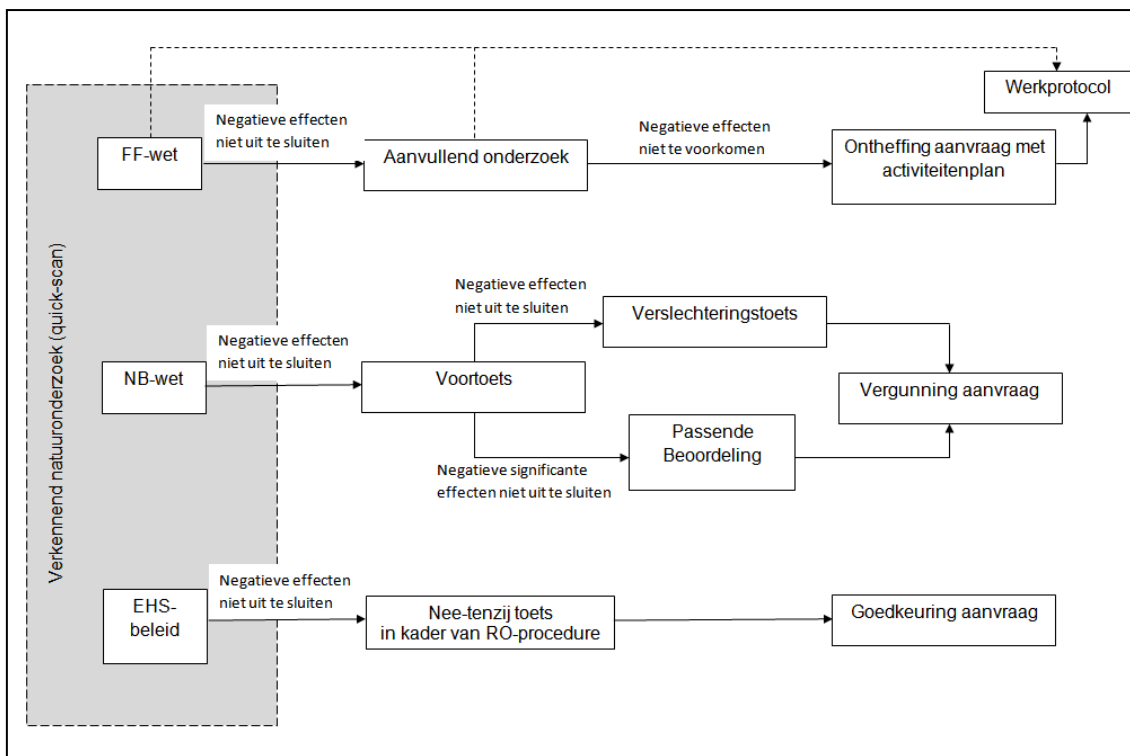 Verkennend natuuronderzoek (quick-scan)
FF-wet
Negatieve effecten
niet uit te sluiten
Aanvullend onderzoek
Negatieve effecten
niet te voorkomen
Ontheffing aanvraag met
activiteitenplan
Werkprotocol
NB-wet
Negatieve effecten
niet uit te sluiten
Voortoets
Negatieve effecten
niet uit te sluiten
Verslechteringstoets
Negatieve significante
effecten niet uit te sluiten
Passende
Beoordeling
Vergunning aanvraag
EHS-
beleid
Negatieve effecten
niet uit te sluiten
Nee-tenzij toets
in kader van RO-procedure
Goedkeuring aanvraag